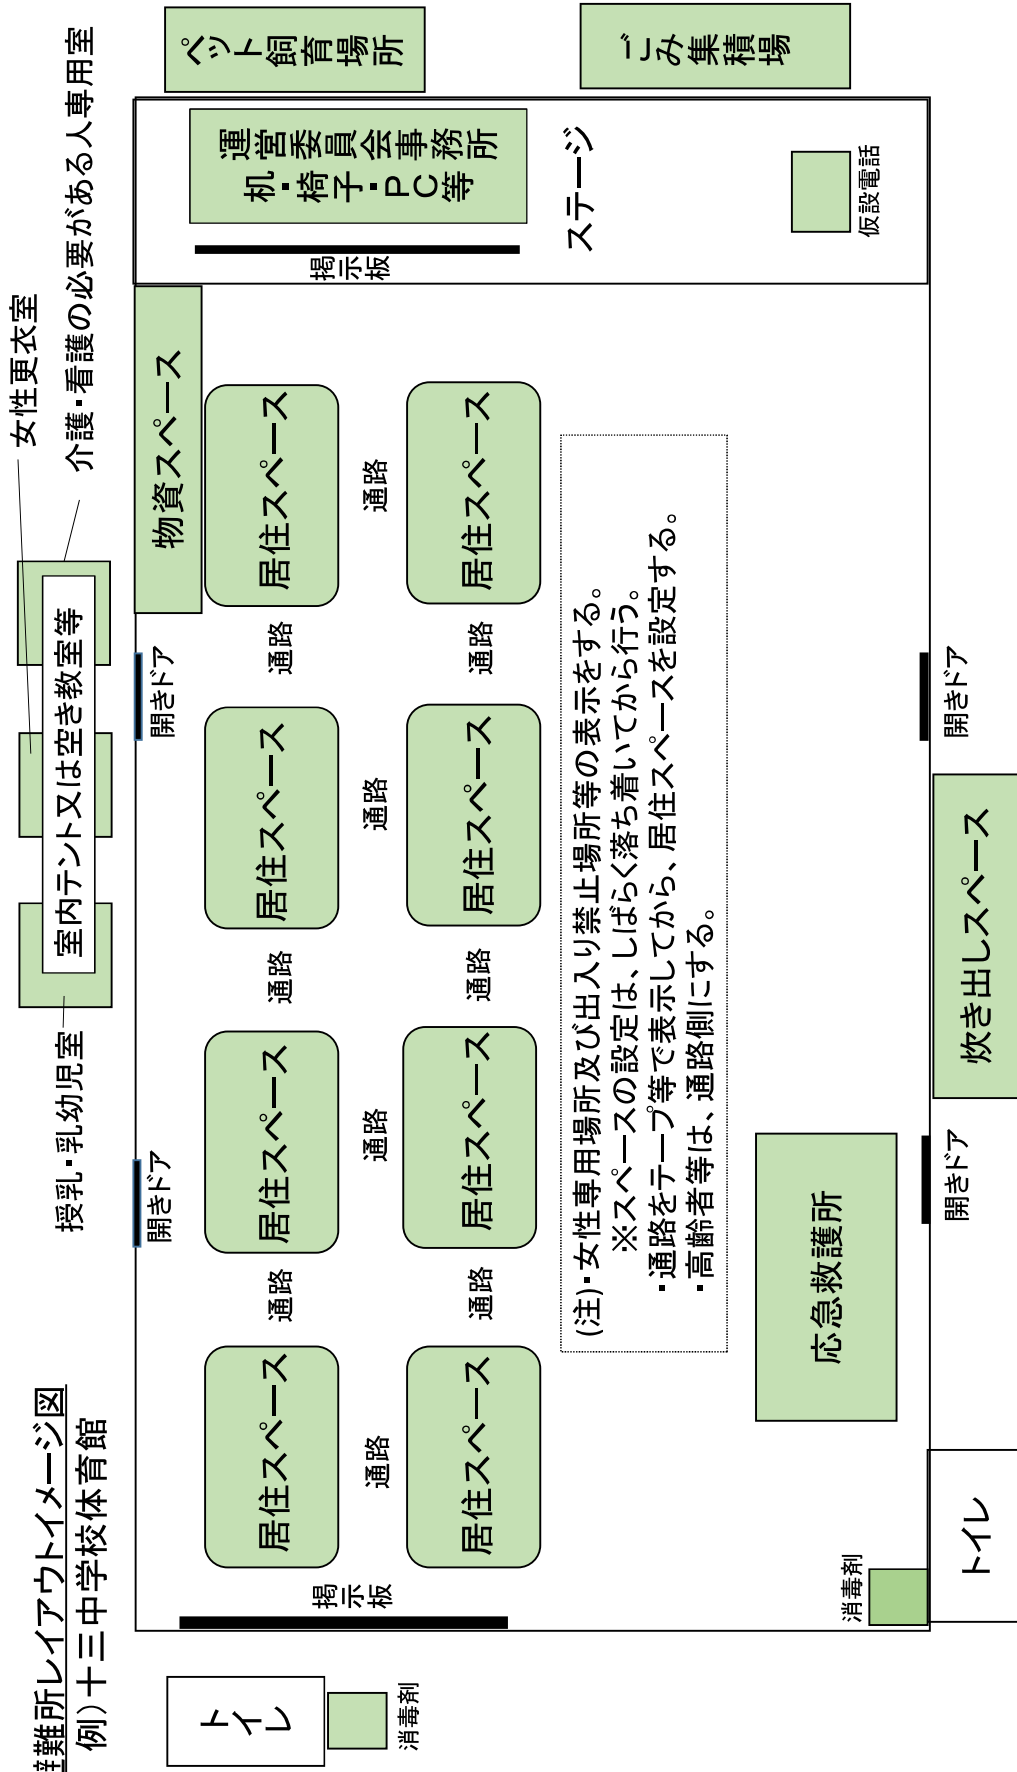 避難所レイアウトイメージ図
例）十三中学校体育館
授乳・乳幼児室
室内テント又は空き教室等
女性更衣室
介護・看護の必要がある人専用室
トイレ
消毒剤
掲示板
開きドア
開きドア
物資スペース
居住スペース
通路
居住スペース
通路
居住スペース
通路
居住スペース
通路
通路
通路
通路
居住スペース
通路
居住スペース
通路
居住スペース
通路
居住スペース
掲示板
運営委員会事務所
机・椅子・PC等
ペット飼育場所
ステージ
ごみ集積場
仮設電話
(注)・女性専用場所及び出入り禁止場所等の表示をする。
※スペースの設定は、しばらく落ち着いてから行う。
・通路をテープ等で表示してから、居住スペースを設定する。
・高齢者等は、通路側にする。
応急救護所
消毒剤
トイレ
開きドア
炊き出しスペース
開きドア